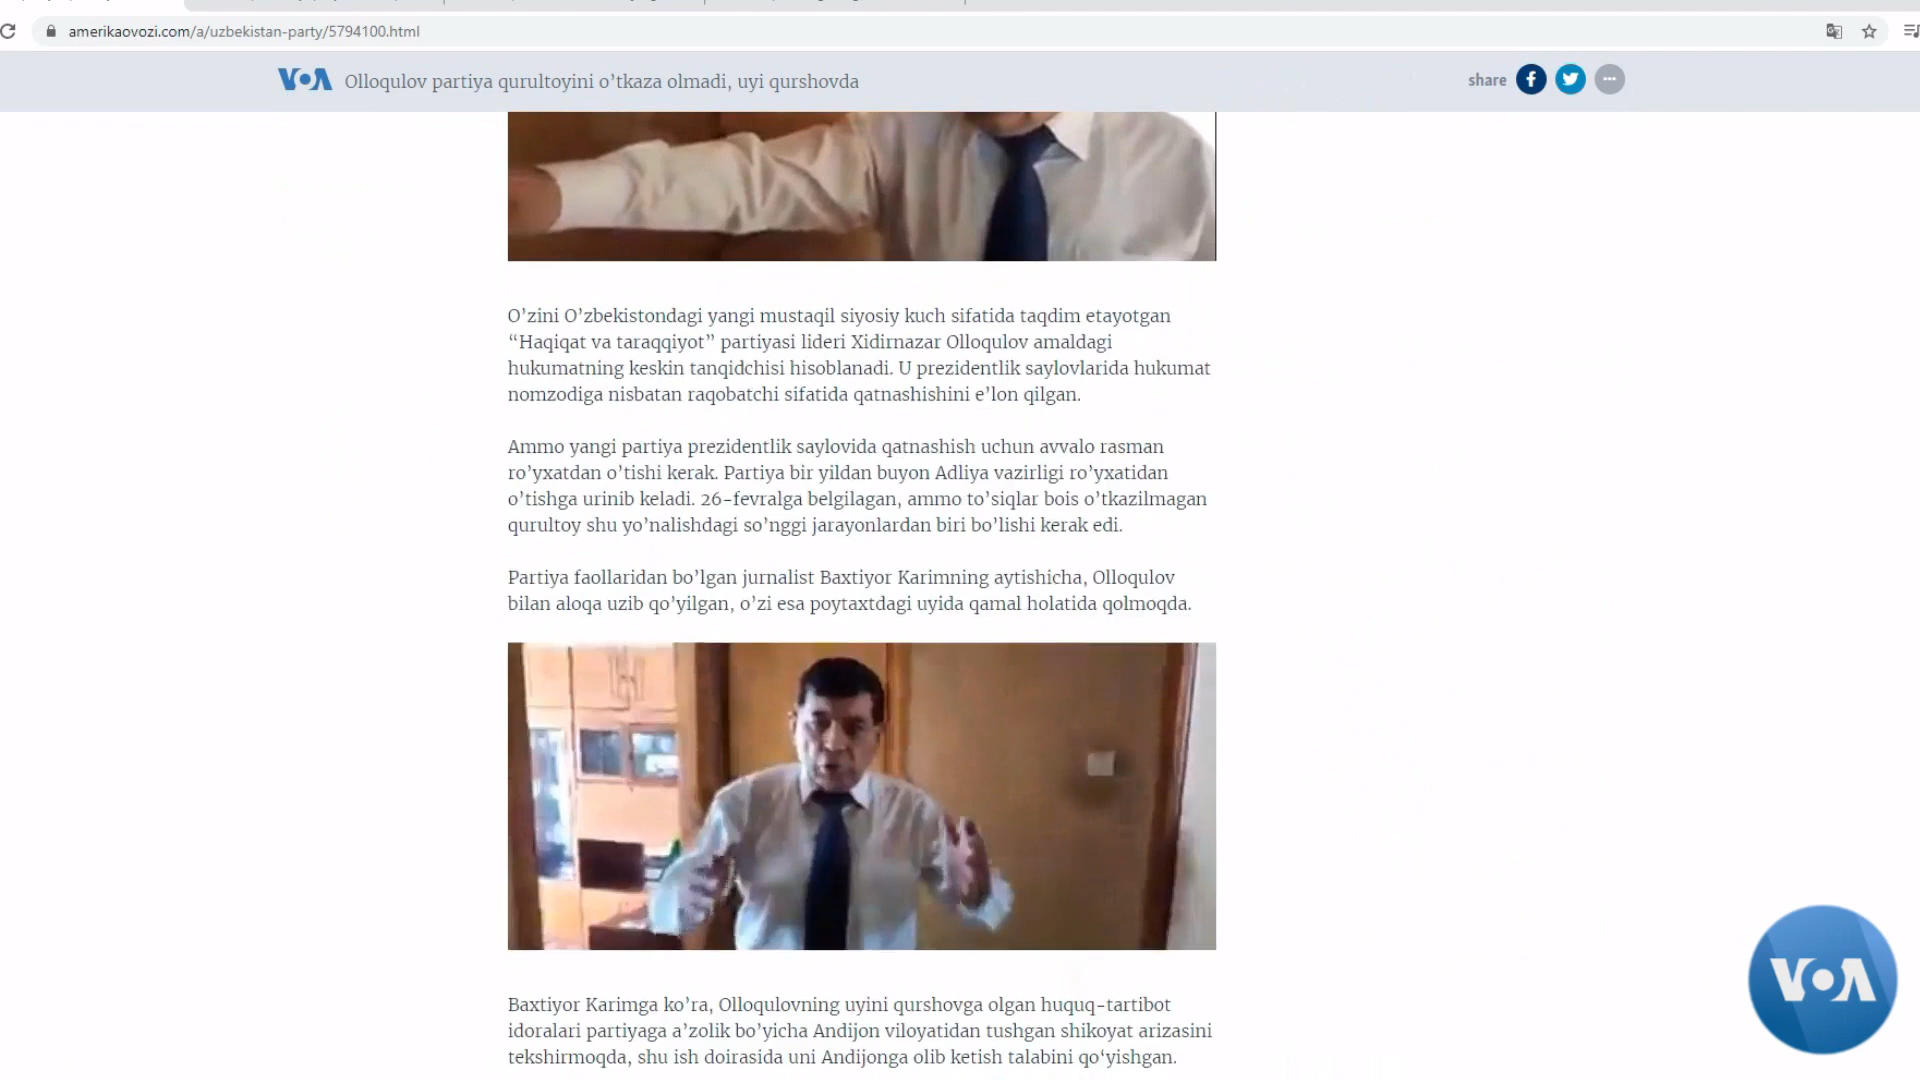 amerikaovozi.com/a/uzbekistan-party/5794100.html
VOA Olloqulov partiya qurultoyini o’tkaza olmadi, uyi qurshovda share
O’zini O’zbekistondagi yangi mustaqil siyosiy kuch sifatida taqdim etayotgan
“Haqiqat va taraqqiyot” partiyasi lideri Xidirnazar Olloqulov amaldagi
hukumatning keskin tanqidchisi hisoblanadi. U prezidentlik saylovlarida hukumat
nomzodiga nisbatan raqobatchi sifatida qatnashishini e’lon qilgan.
Ammo yangi partiya prezidentlik saylovida qatnashish uchun avvalo rasman
ro’yxatdan o’tishi kerak. Partiya bir yildan buyon Adliya vazirligi ro’yxatidan
o’tishga urinib keladi. 26-fevralga belgilagan, ammo to’siqlar bois o’tkazilmagan
qurultoy shu yo’nalishdagi so’nggi jarayonlardan biri bo’lishi kerak edi.
Partiya faollaridan bo’lgan jurnalist Baxtiyor Karimning aytishicha, Olloqulov
bilan aloqa uzib qo’yilgan, o’zi esa poytaxtdagi uyida qamal holatida qolmoqda.
Baxtiyor Karimga ko’ra, Olloqulovning uyini qurshovga olgan huquq-tartibot
idoralari partiyaga a’zolik bo’yicha Andijon viloyatidan tushgan shikoyat arizasini
tekshirmoqda, shu ish doirasida uni Andijonga olib ketish talabini qo‘yishgan.
VOA